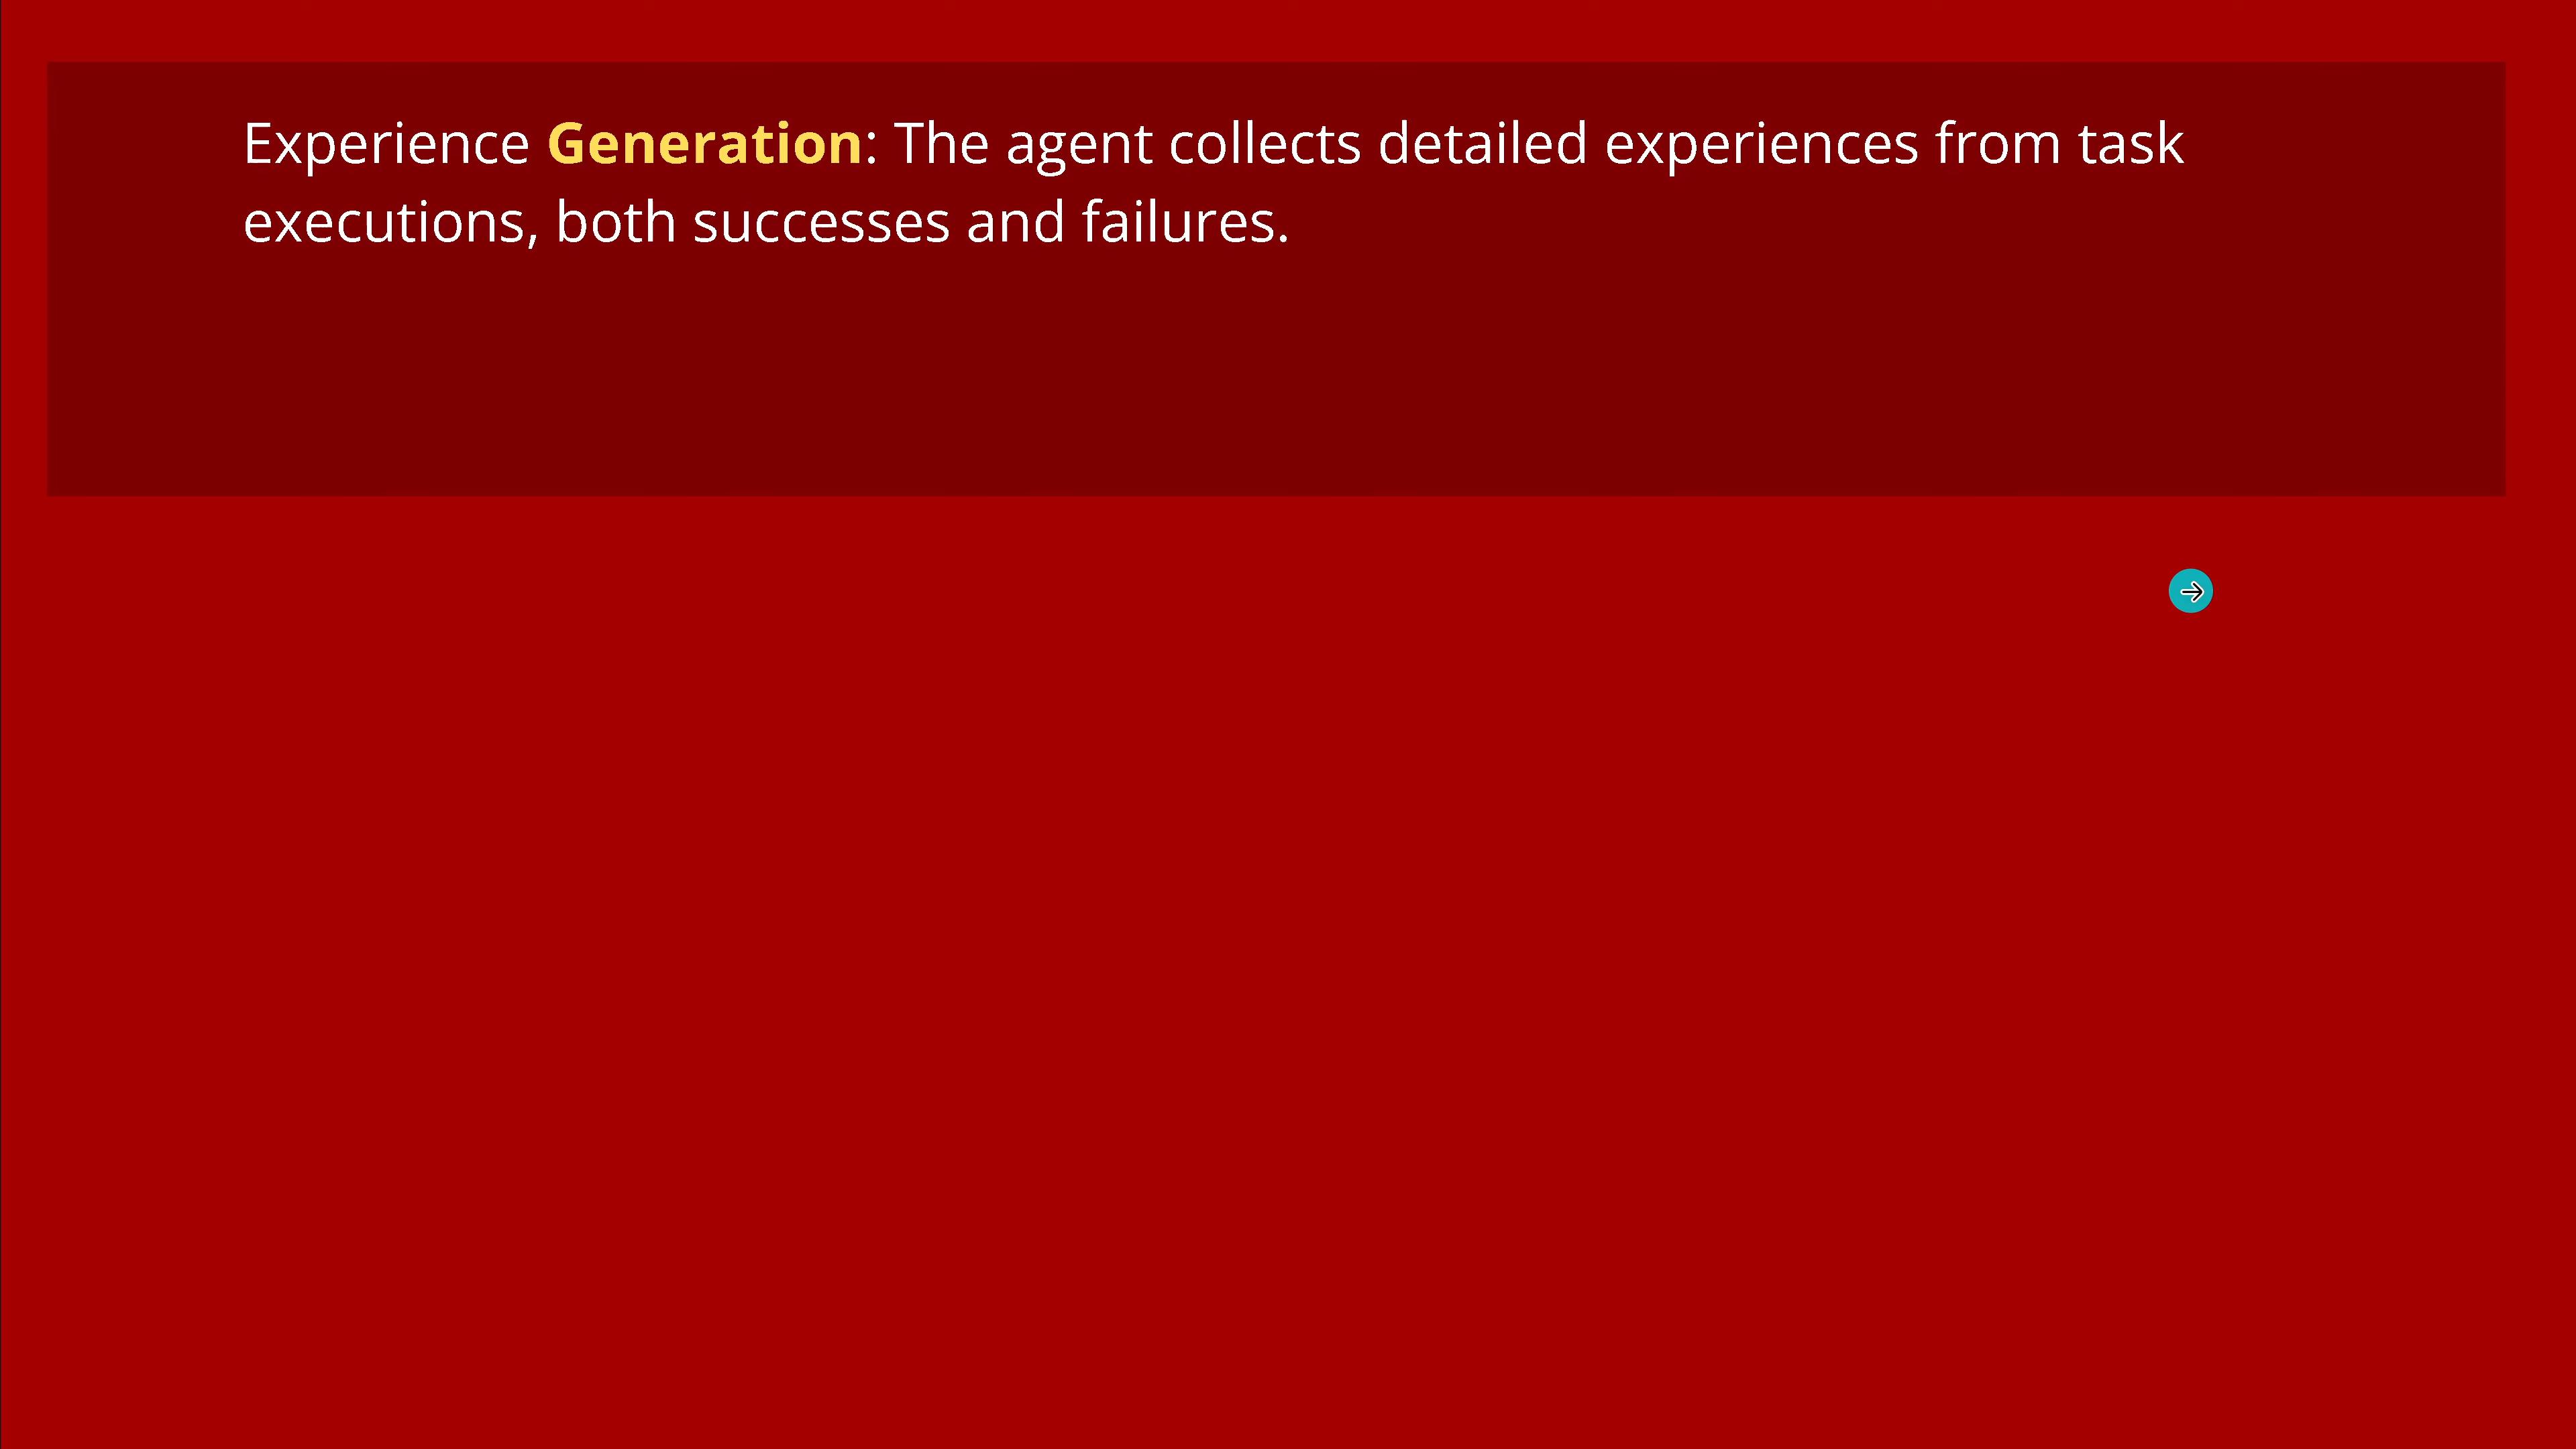 Experience Generation: The agent collects detailed experiences from task
executions, both successes and failures.